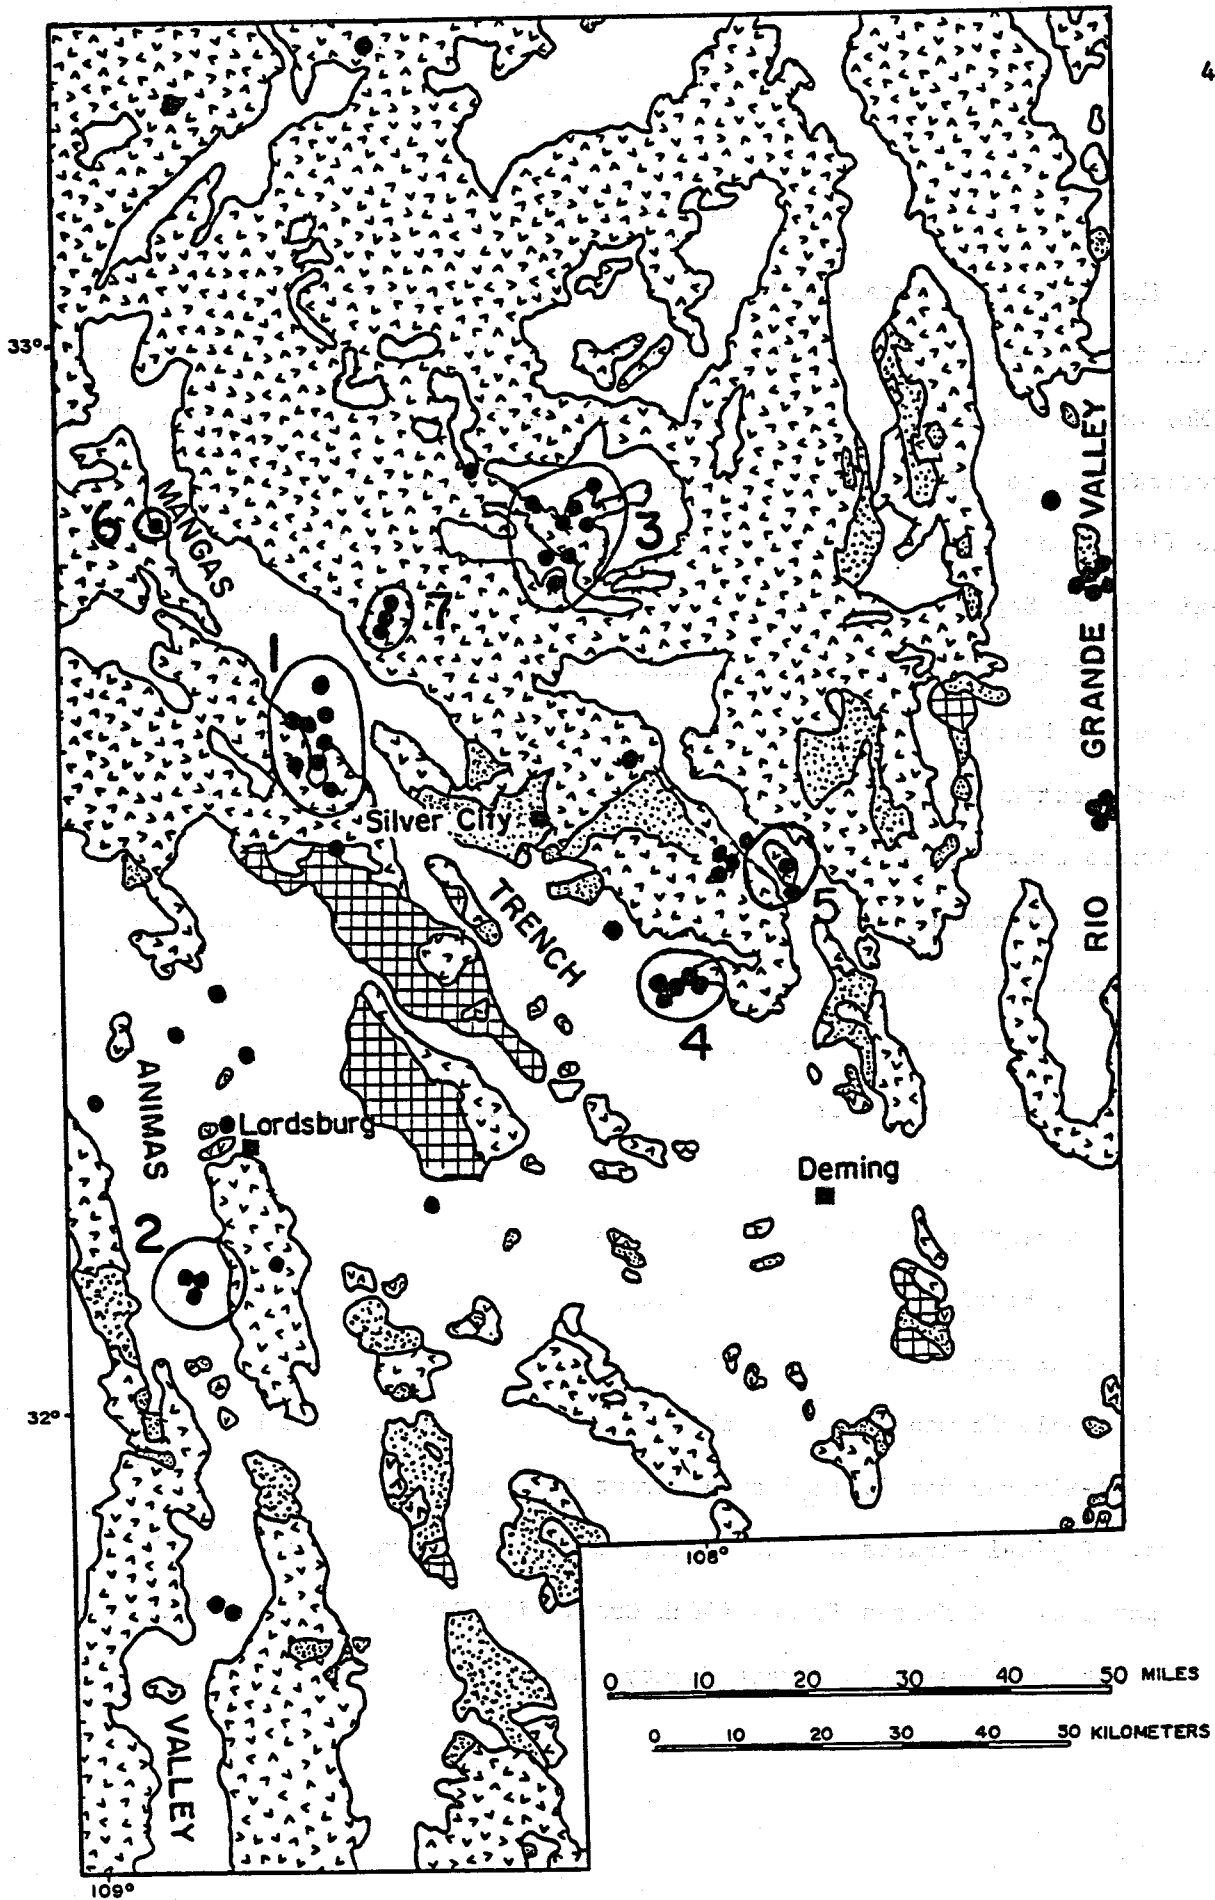 4
33°
VALLEY
MANGAS
6
3
7
1
GRANDE
RIO
Silver City
TRENCH
5
4
ANIMAS
Lordsburg
Deming
2
32°
108°
0 10 20 30 40 50 MILES
0 10 20 30 40 50 KILOMETERS
VALLEY
109°